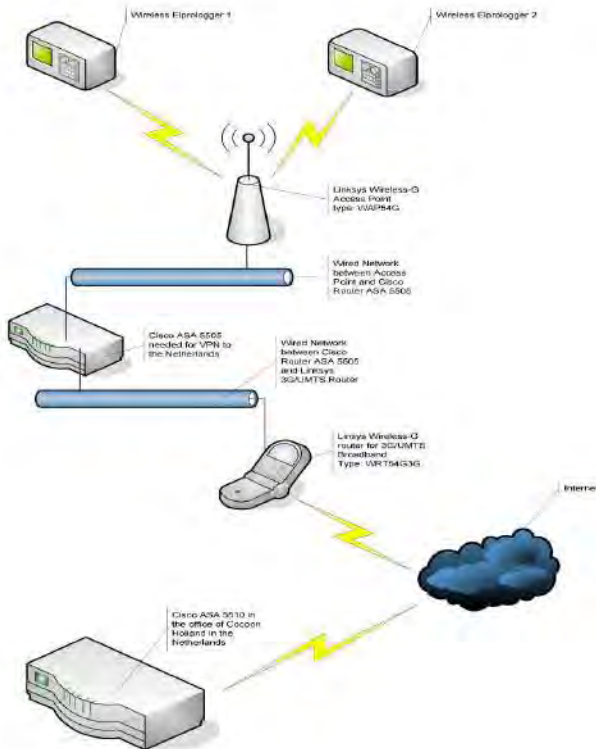 Wireless Elprologger 1
Wireless Elprologger 2
Linksys Wireless-G
Access Point
type: WAP54G
Wired Network
between Access
Point and Cisco
Router ASA 5505
Cisco ASA 5505
needed for VPN to
the Netherlands
Wired Network
between Cisco
Router ASA 5505
and Linksys
3G/UMTS Router
Linksys Wireless-G
router for 3G/UMTS
Broadband
Type: WRT54G3G
Internet
Cisco ASA 5510 in
the office of Cocoon
Holland in the
Netherlands